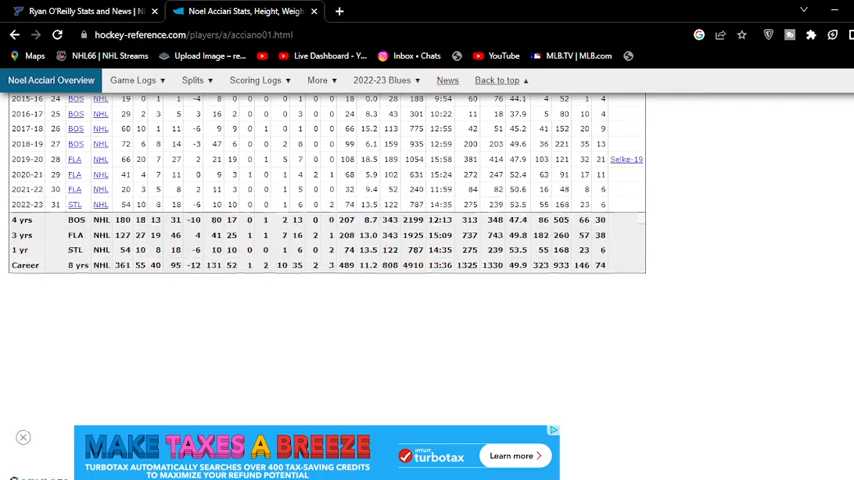 Ryan O'Reilly Stats and News | N
Noel Acciari Stats, Height, Weigh
hockey-reference.com/players/a/acciano01.html
Maps
NHL66 | NHL Streams
Upload Image – re...
Live Dashboard - Yo...
Inbox • Chats
YouTube
MLB.TV | MLB.com
Noel Acciari Overview Game Logs ▼ Splits ▼ Scoring Logs ▼ More ▼ 2022-23 Blues ▼ News Back to top ▲
2015-16 24 BOS NHL 19 0 1 1 -4 8 0 0 0 0 0 0 0 18 0.0 28 188 9:54 60 76 44.1 4 52 1 4
2016-17 25 BOS NHL 29 2 3 5 3 16 2 0 0 0 3 0 0 24 8.3 43 301 10:22 11 18 37.9 5 80 10 4
2017-18 26 BOS NHL 60 10 1 11 -6 9 9 0 1 0 1 0 0 66 15.2 113 775 12:55 42 51 45.2 41 152 20 9
2018-19 27 BOS NHL 72 6 8 14 -3 47 6 0 0 2 8 0 0 99 6.1 159 935 12:59 200 203 49.6 36 221 35 13
2019-20 28 FLA NHL 66 20 7 27 2 21 19 0 1 5 7 0 0 108 18.5 189 1054 15:58 381 414 47.9 103 121 32 21 Selke-19
2020-21 29 FLA NHL 41 4 7 11 0 9 3 1 0 1 4 2 1 68 5.9 102 631 15:24 272 247 52.4 63 91 17 11
2021-22 30 FLA NHL 20 3 5 8 2 11 3 0 0 1 5 0 0 32 9.4 52 240 11:59 84 82 50.6 16 48 8 6
2022-23 31 STL NHL 54 10 8 18 -6 10 10 0 0 1 6 0 2 74 13.5 122 787 14:35 275 239 53.5 55 168 23 6
4 yrs BOS NHL 180 18 13 31 -10 80 17 0 1 2 13 0 0 207 8.7 343 2199 12:13 313 348 47.4 86 505 66 30
3 yrs FLA NHL 127 27 19 46 4 41 25 1 1 7 16 2 1 208 13.0 343 1925 15:09 737 743 49.8 182 260 57 38
1 yr STL NHL 54 10 8 18 -6 10 10 0 0 1 6 0 2 74 13.5 122 787 14:35 275 239 53.5 55 168 23 6
Career 8 yrs NHL 361 55 40 95 -12 131 52 1 2 10 35 2 3 489 11.2 808 4910 13:36 1325 1330 49.9 323 933 146 74
MAKE TAXES A BREEZE
TURBOTAX AUTOMATICALLY SEARCHES OVER 400 TAX-SAVING CREDITS
TO MAXIMIZE YOUR REFUND POTENTIAL
INTUIT
turbotax
Learn more